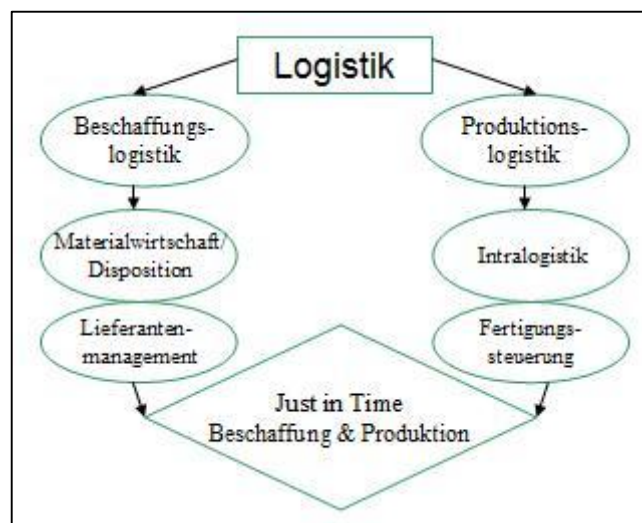 Logistik
Beschaffungs-
logistik
Produktions-
logistik
Materialwirtschaft/
Disposition
Intralogistik
Lieferanten-
management
Fertigungs-
steuerung
Just in Time
Beschaffung & Produktion